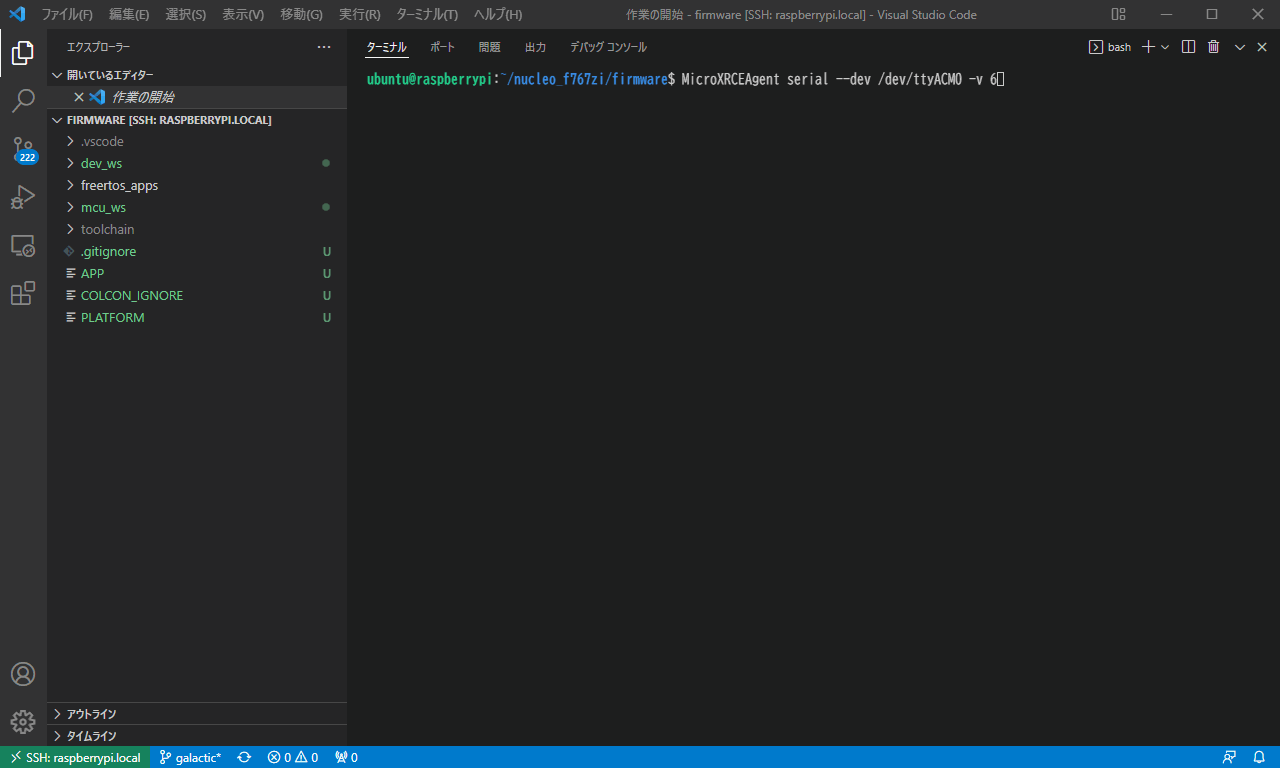 ファイル(F) 編集(E) 選択(S) 表示(V) 移動(G) 実行(R) ターミナル(T) ヘルプ(H) 作業の開始 - firmware [SSH: raspberrypi.local] - Visual Studio Code
エクスプローラー
ターミナル ポート 問題 出力 デバッグ コンソール bash
開いているエディター
作業の開始
FIRMWARE [SSH: RASPBERRYPI.LOCAL]
.vscode
dev_ws
freertos_apps
mcu_ws
toolchain
.gitignore U
APP U
COLCON_IGNORE U
PLATFORM U
222
ubuntu@raspberrypi:~/nucleo_f767zi/firmware$ MicroXRCEAgent serial --dev /dev/ttyACM0 -v 6
アウトライン
タイムライン
SSH: raspberrypi.local galactic* 0 0 0